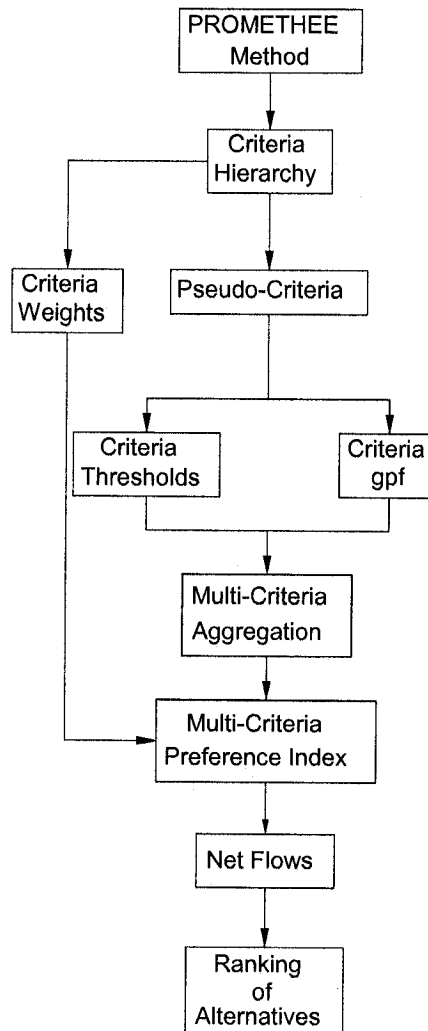 PROMETHEE
Method
Criteria
Hierarchy
Criteria
Weights
Pseudo-Criteria
Criteria
Thresholds
Criteria
gpf
Multi-Criteria
Aggregation
Multi-Criteria
Preference Index
Net Flows
Ranking
of
Alternatives